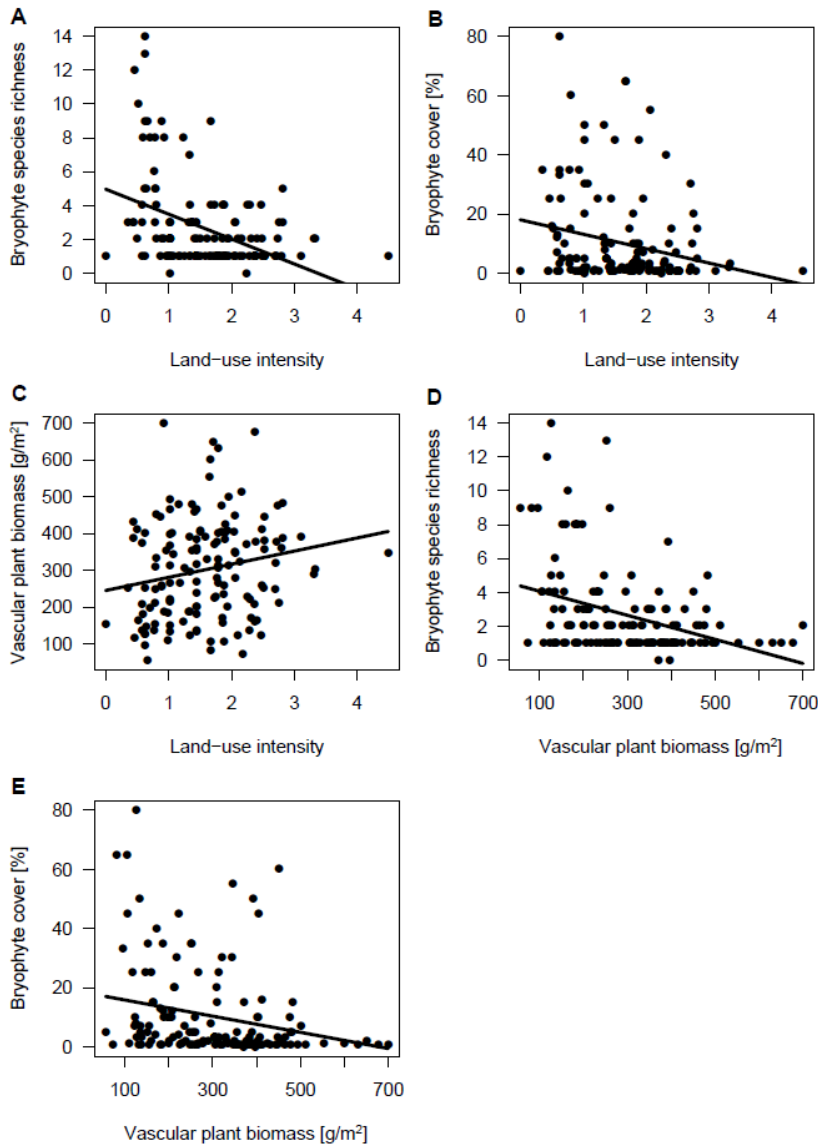 A
Bryophyte species richness
14
12
10
8
6
4
2
0
0 1 2 3 4
Land−use intensity
B
Bryophyte cover [%]
80
60
40
20
0
0 1 2 3 4
Land−use intensity
C
Vascular plant biomass [g/m²]
700
600
500
400
300
200
100
0 1 2 3 4
Land−use intensity
D
Bryophyte species richness
14
12
10
8
6
4
2
0
100 300 500 700
Vascular plant biomass [g/m²]
E
Bryophyte cover [%]
80
60
40
20
0
100 300 500 700
Vascular plant biomass [g/m²]